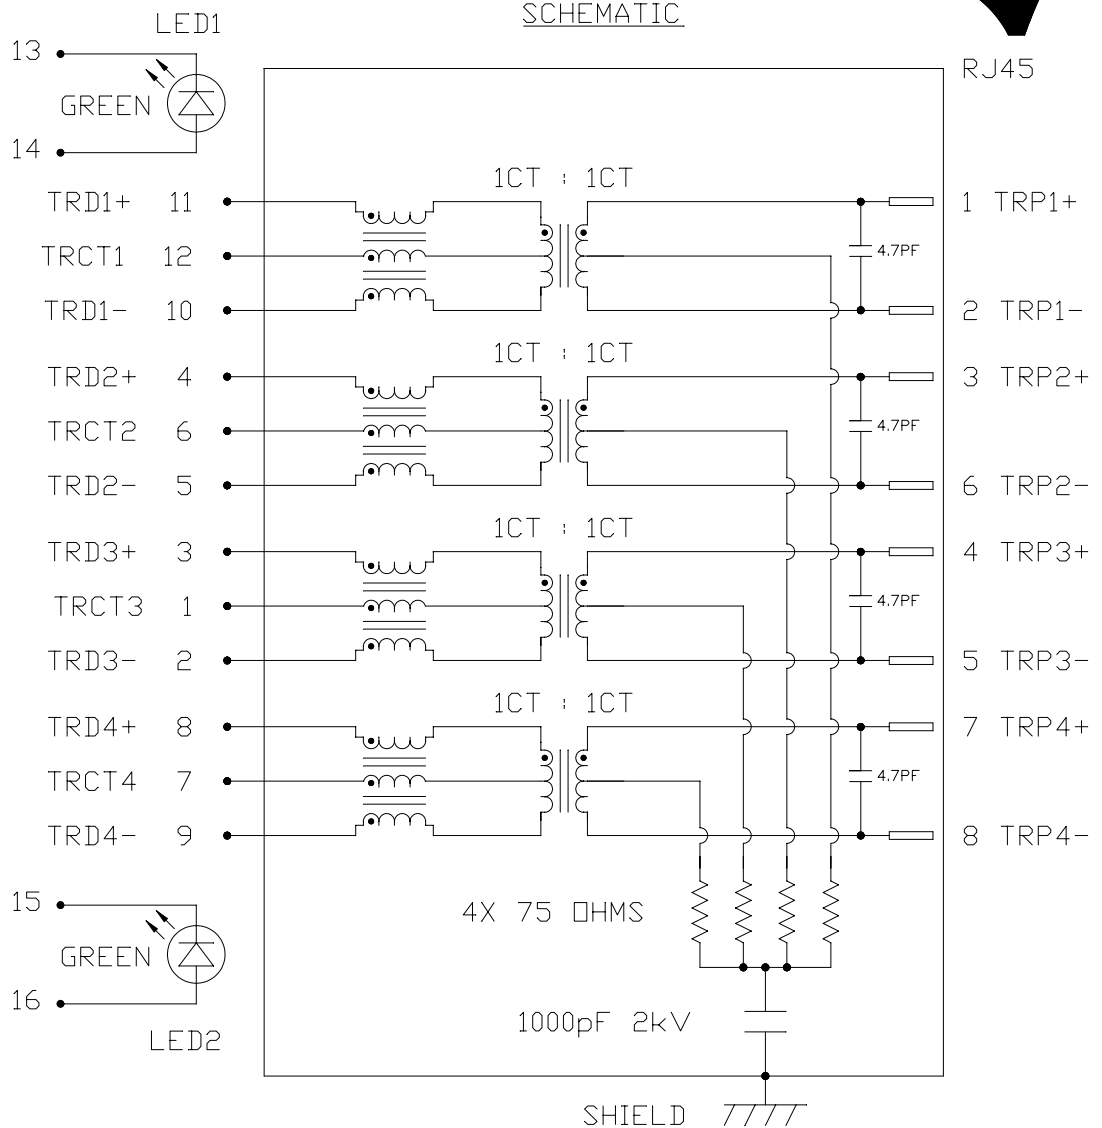 SCHEMATIC
LED1
13
RJ45
GREEN
14
1CT : 1CT
TRD1+ 11
1 TRP1+
TRCT1 12
4.7PF
TRD1- 10
2 TRP1-
1CT : 1CT
TRD2+ 4
3 TRP2+
TRCT2 6
4.7PF
TRD2- 5
6 TRP2-
1CT : 1CT
TRD3+ 3
4 TRP3+
TRCT3 1
4.7PF
TRD3- 2
5 TRP3-
1CT : 1CT
TRD4+ 8
7 TRP4+
TRCT4 7
4.7PF
TRD4- 9
8 TRP4-
15
4X 75 OHMS
GREEN
16
1000pF 2kV
LED2
SHIELD